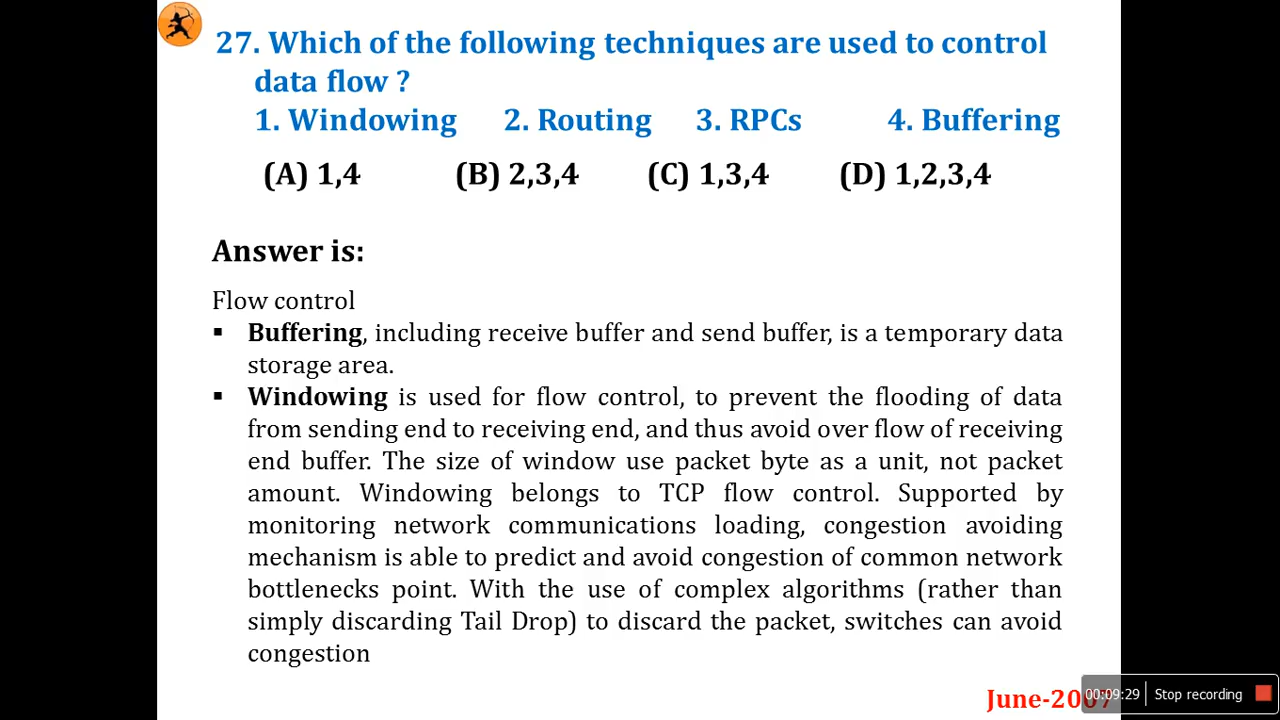 27. Which of the following techniques are used to control
data flow ?
1. Windowing 2. Routing 3. RPCs 4. Buffering
(A) 1,4 (B) 2,3,4 (C) 1,3,4 (D) 1,2,3,4
Answer is:
Flow control
▪ Buffering, including receive buffer and send buffer, is a temporary data
storage area.
▪ Windowing is used for flow control, to prevent the flooding of data
from sending end to receiving end, and thus avoid over flow of receiving
end buffer. The size of window use packet byte as a unit, not packet
amount. Windowing belongs to TCP flow control. Supported by
monitoring network communications loading, congestion avoiding
mechanism is able to predict and avoid congestion of common network
bottlenecks point. With the use of complex algorithms (rather than
simply discarding Tail Drop) to discard the packet, switches can avoid
congestion
June-2007
00:09:29 Stop recording